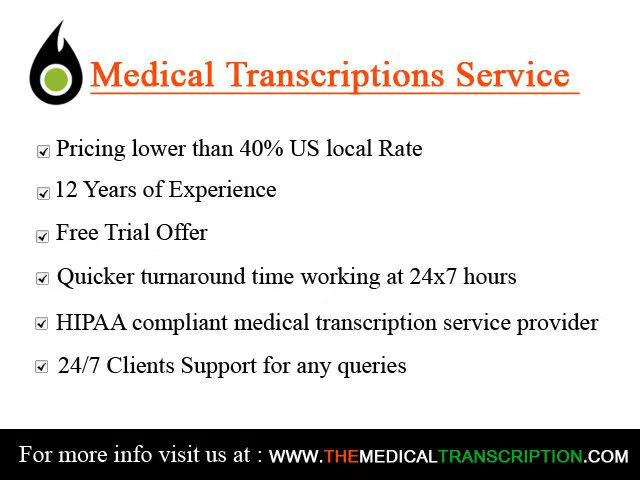 Medical Transcriptions Service
Pricing lower than 40% US local Rate
12 Years of Experience
Free Trial Offer
Quicker turnaround time working at 24x7 hours
HIPAA compliant medical transcription service provider
24/7 Clients Support for any queries
For more info visit us at : WWW.THEMEDICALTRANSCRIPTION.COM